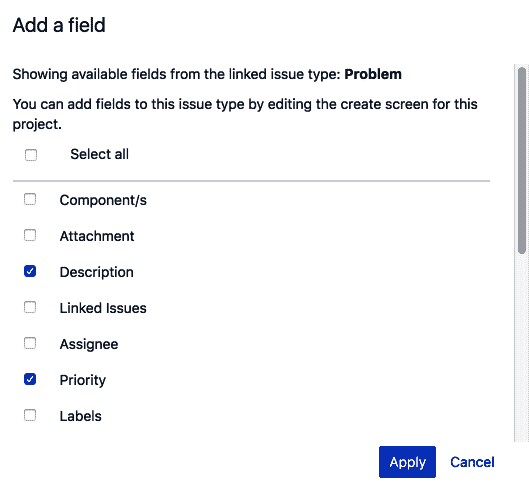 Add a field
Showing available fields from the linked issue type: Problem
You can add fields to this issue type by editing the create screen for this
project.
Select all
Component/s
Attachment
Description
Linked Issues
Assignee
Priority
Labels
Apply Cancel